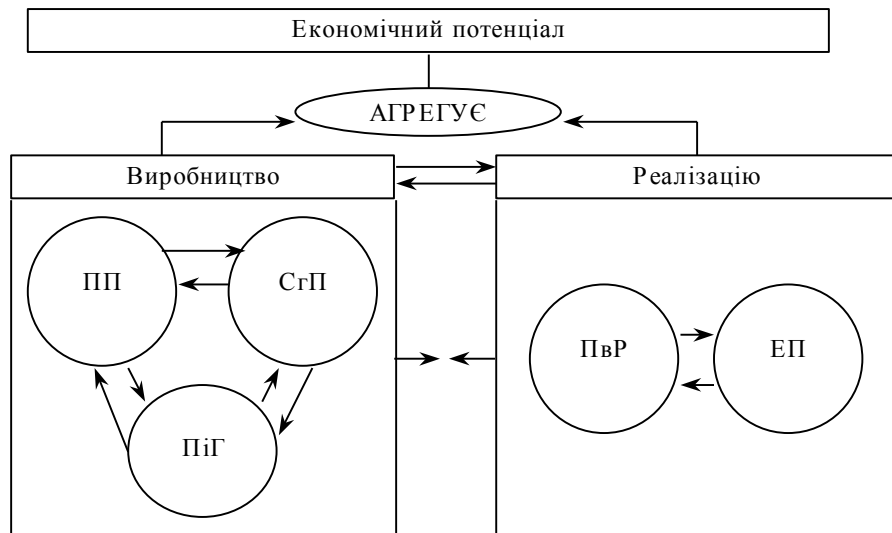 Економічний потенціал
АГРЕГУЄ
Виробництво
Реалізацію
ПП
СгП
ПіГ
ПвР
ЕП